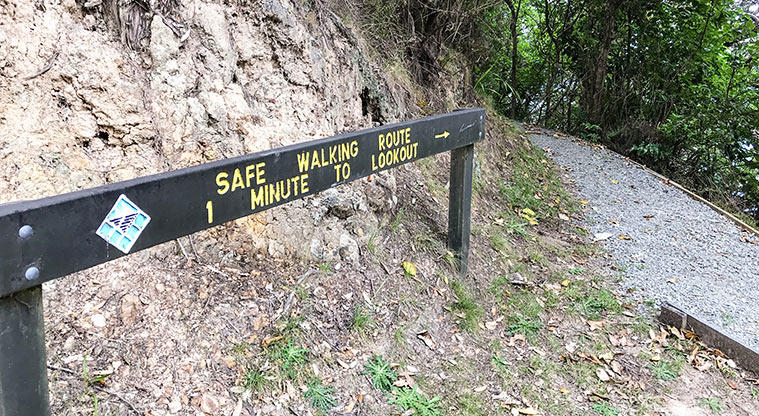 SAFE WALKING ROUTE →
1 MINUTE TO LOOKOUT